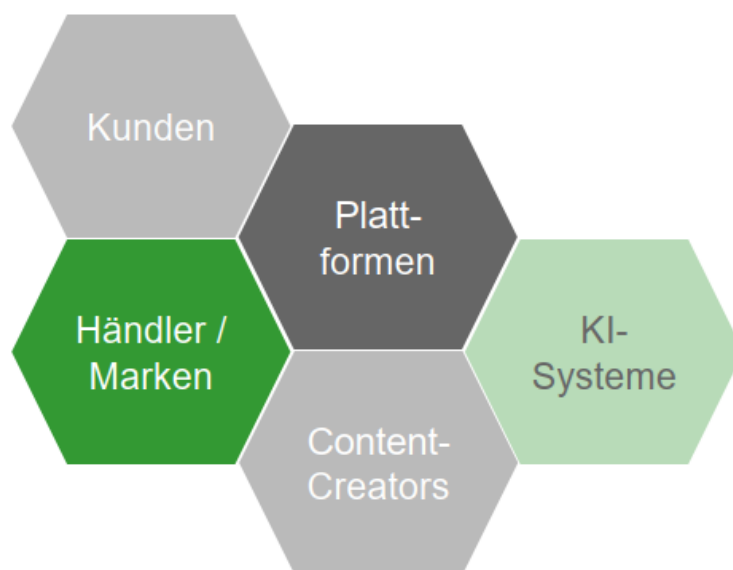 Kunden
Platt-
formen
Händler /
Marken
KI-
Systeme
Content-
Creators